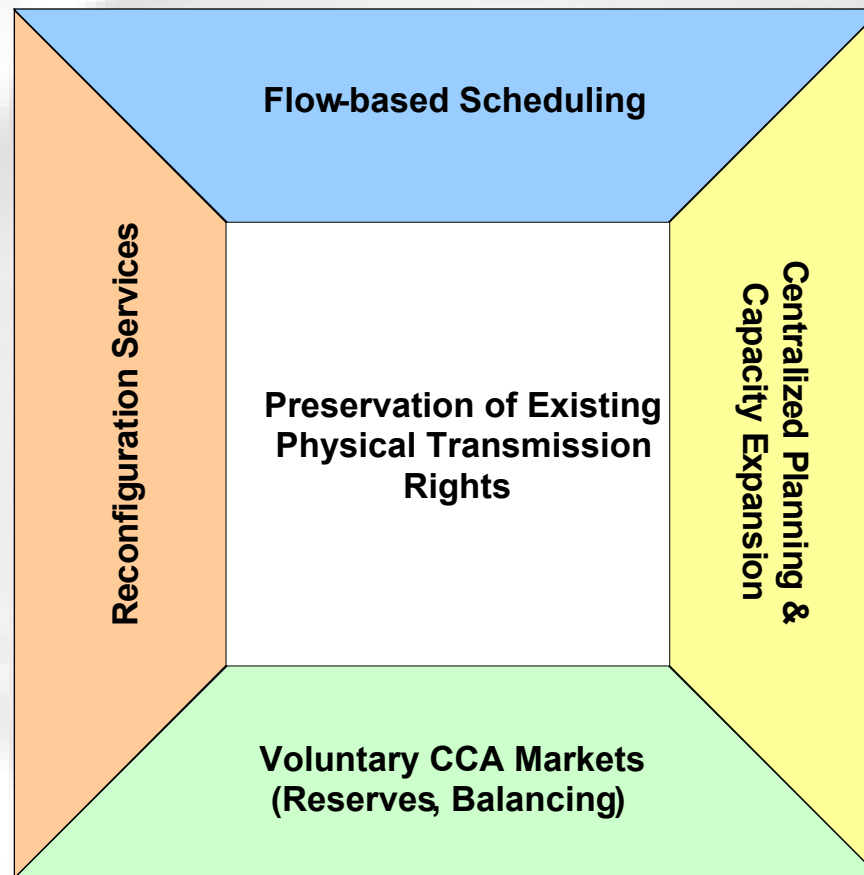 Flow-based Scheduling
Reconfiguration Services
Centralized Planning &
Capacity Expansion
Preservation of Existing
Physical Transmission
Rights
Voluntary CCA Markets
(Reserves, Balancing)